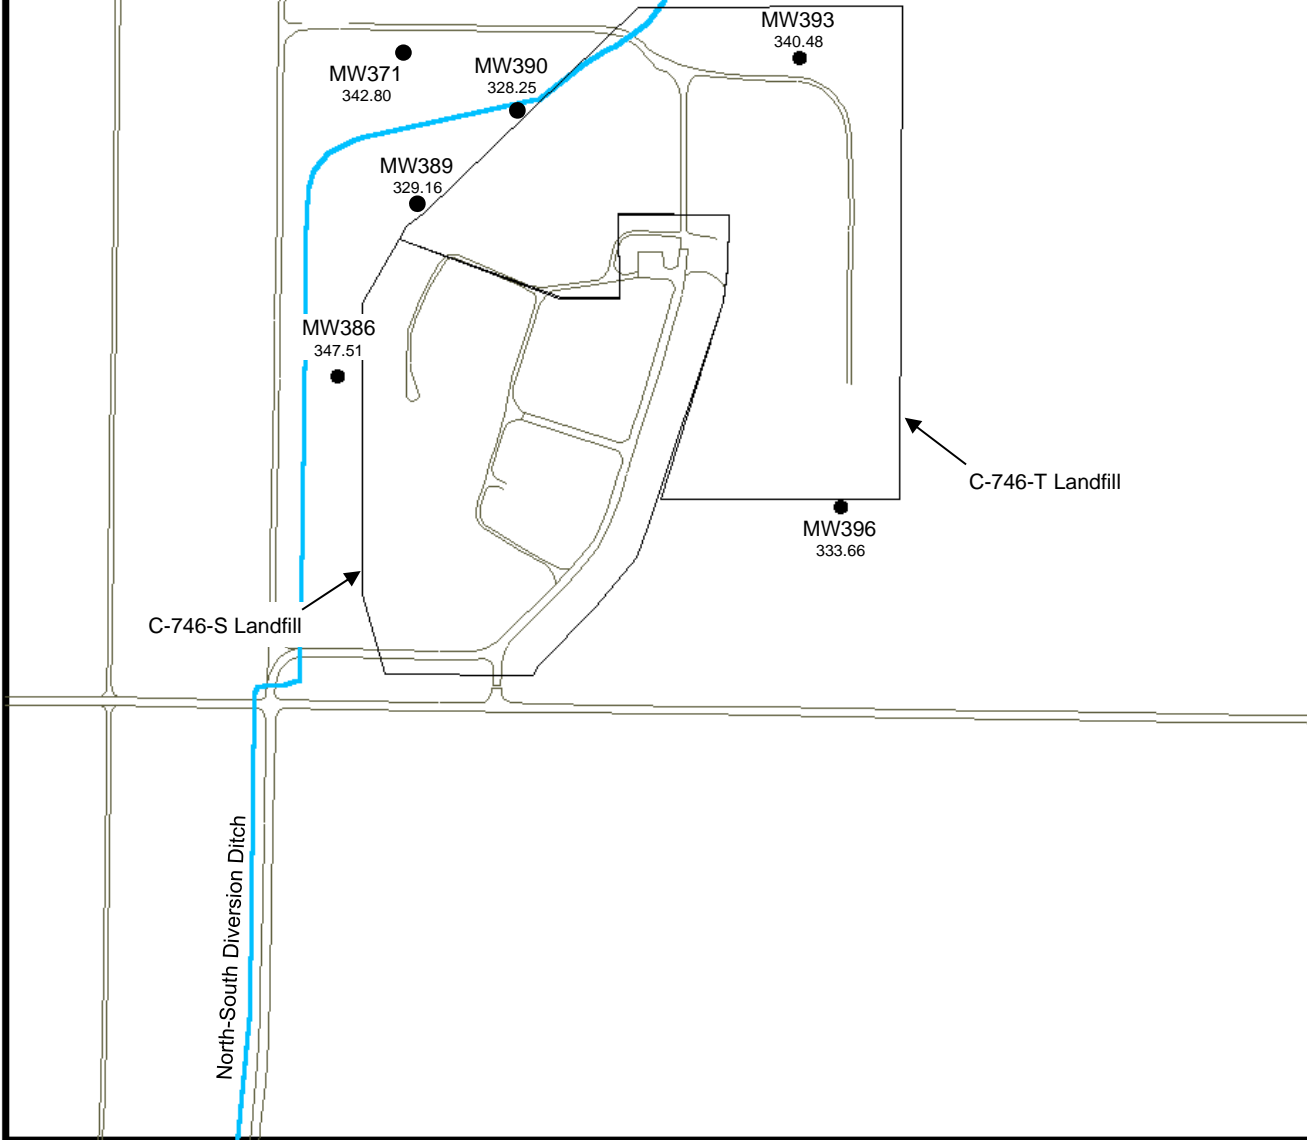 MW393
340.48
MW371
342.80
MW390
328.25
MW389
329.16
MW386
347.51
C-746-T Landfill
MW396
333.66
C-746-S Landfill
North-South Diversion Ditch